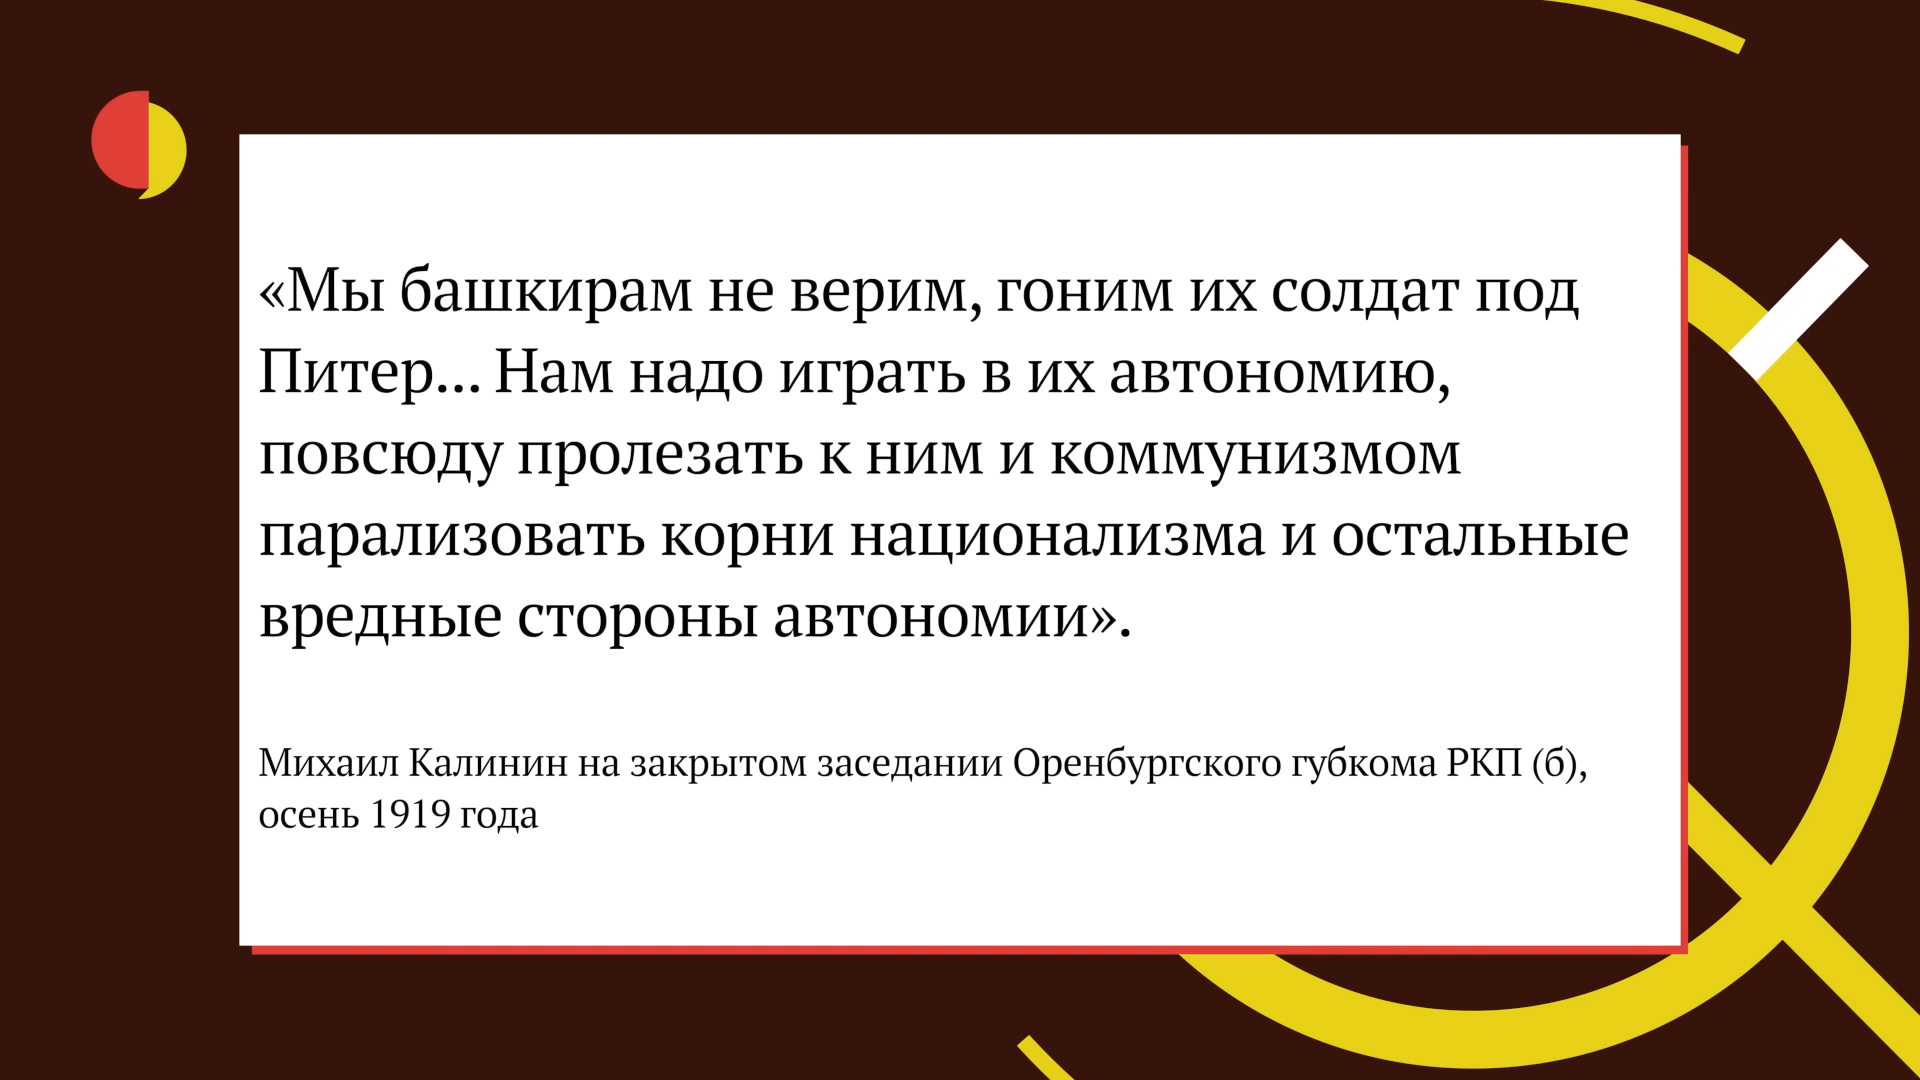 «Мы башкирам не верим, гоним их солдат под
Питер... Нам надо играть в их автономию,
повсюду пролезать к ним и коммунизмом
парализовать корни национализма и остальные
вредные стороны автономии».
Михаил Калинин на закрытом заседании Оренбургского губкома РКП (б),
осень 1919 года